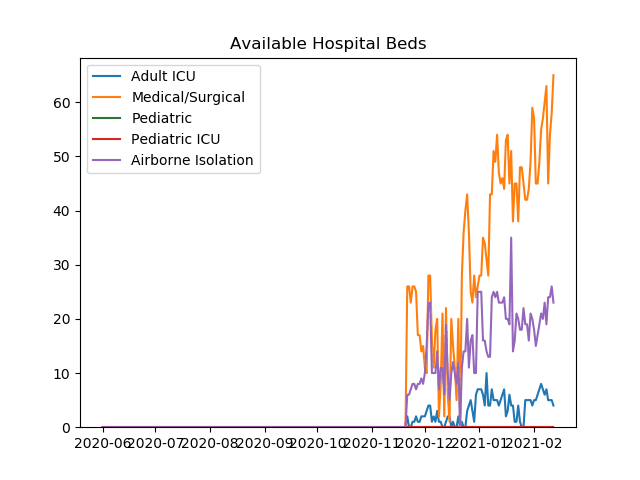 Available Hospital Beds
Adult ICU
Medical/Surgical
Pediatric
Pediatric ICU
Airborne Isolation
60
50
40
30
20
10
0
2020-06 2020-07 2020-08 2020-09 2020-10 2020-11 2020-12 2021-01 2021-02